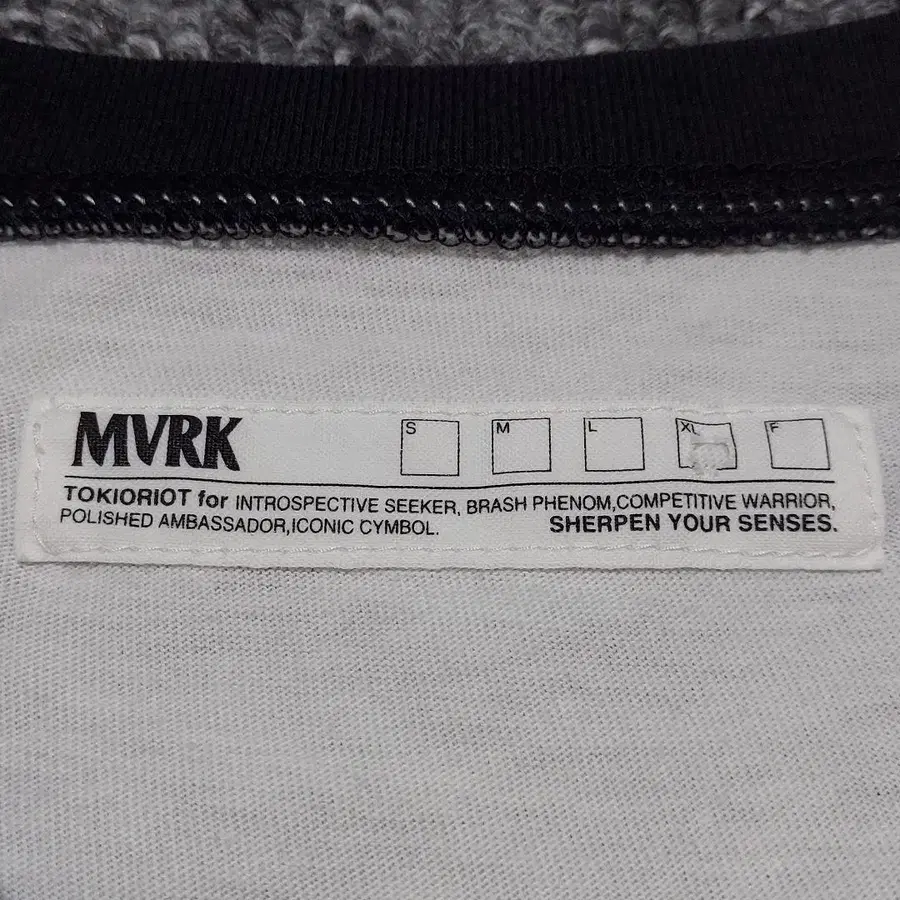 MVRK S M L XL F
TOKIORIOT for INTROSPECTIVE SEEKER, BRASH PHENOM,COMPETITIVE WARRIOR,
POLISHED AMBASSADOR,ICONIC CYMBOL. SHERPEN YOUR SENSES.